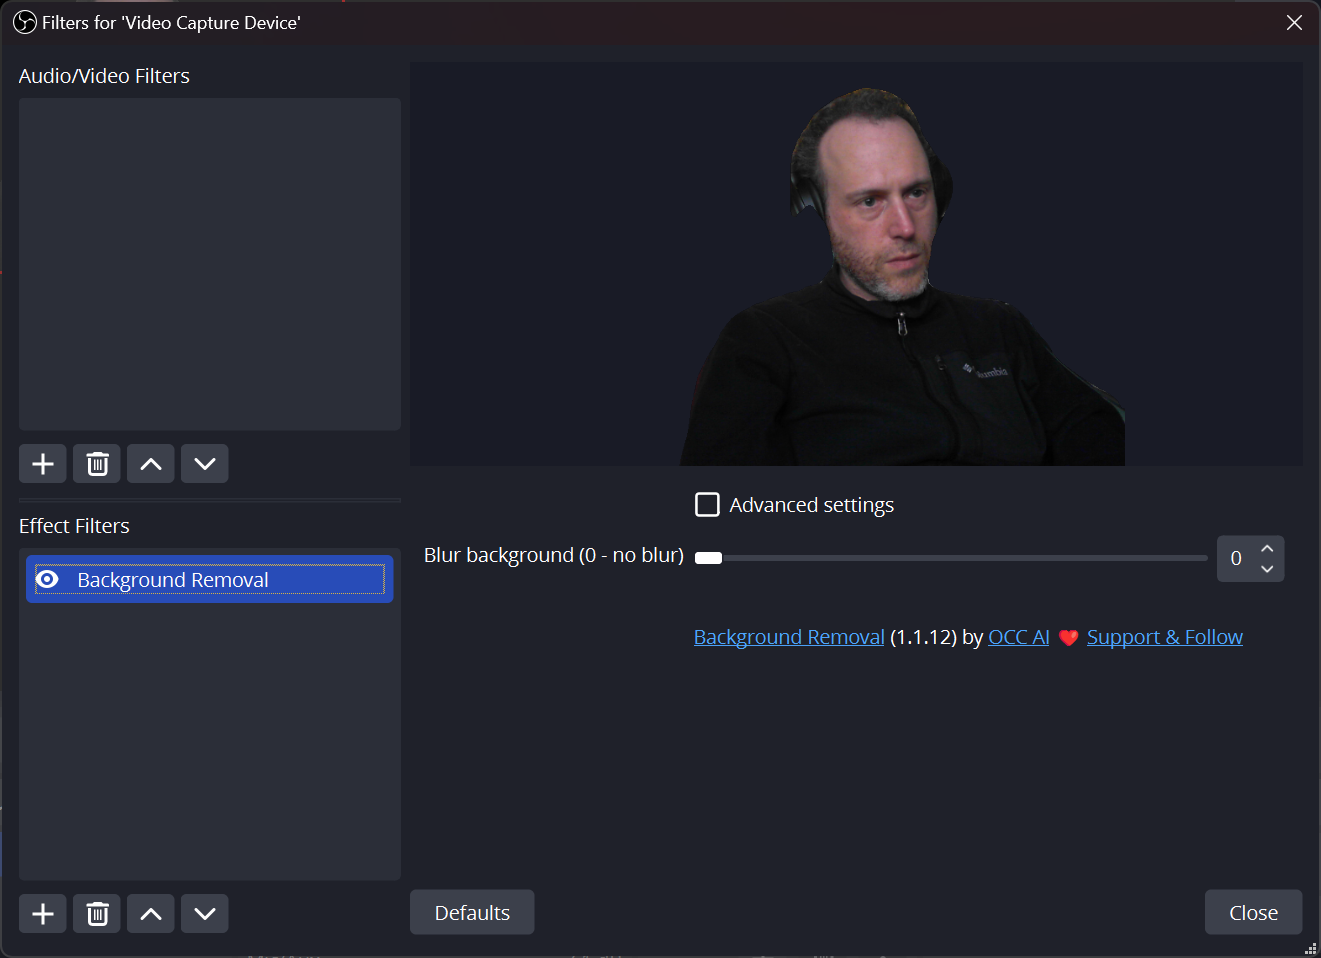 Filters for 'Video Capture Device'
Audio/Video Filters
Effect Filters
Background Removal
Advanced settings
Blur background (0 - no blur)
0
Background Removal (1.1.12) by OCC AI ❤️ Support & Follow
Defaults
Close